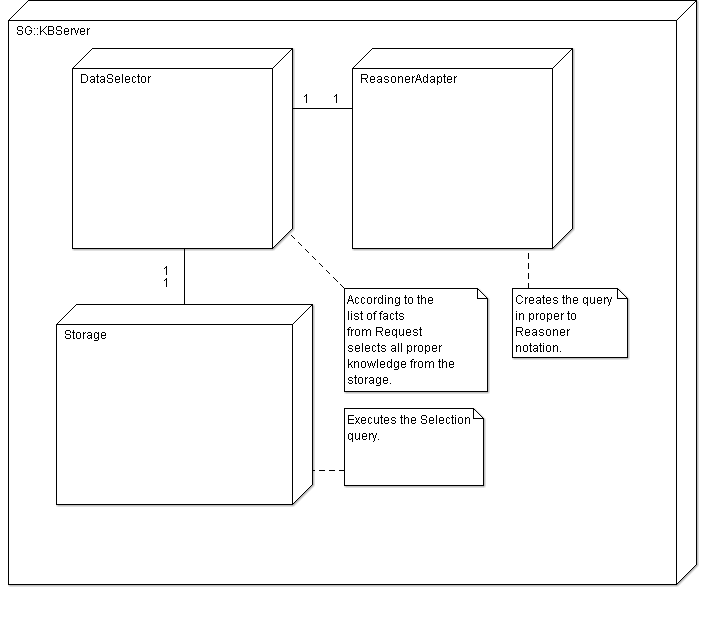 SG::KBServer
DataSelector
ReasonerAdapter
1
1
1
1
Storage
According to the
list of facts
from Request
selects all proper
knowledge from the
storage.
Creates the query
in proper to
Reasoner
notation.
Executes the Selection
query.